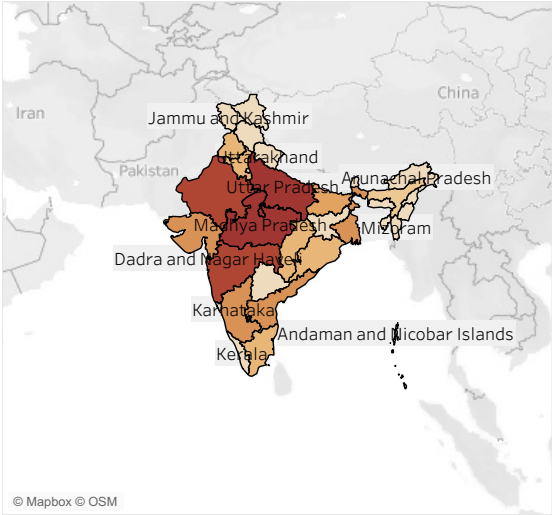 China
Iran
Jammu and Kashmir
Uttarakhand
Pakistan
Arunachal Pradesh
Uttar Pradesh
Madhya Pradesh
Mizoram
Dadra and Nagar Haveli
Karnataka
Andaman and Nicobar Islands
Kerala
© Mapbox © OSM